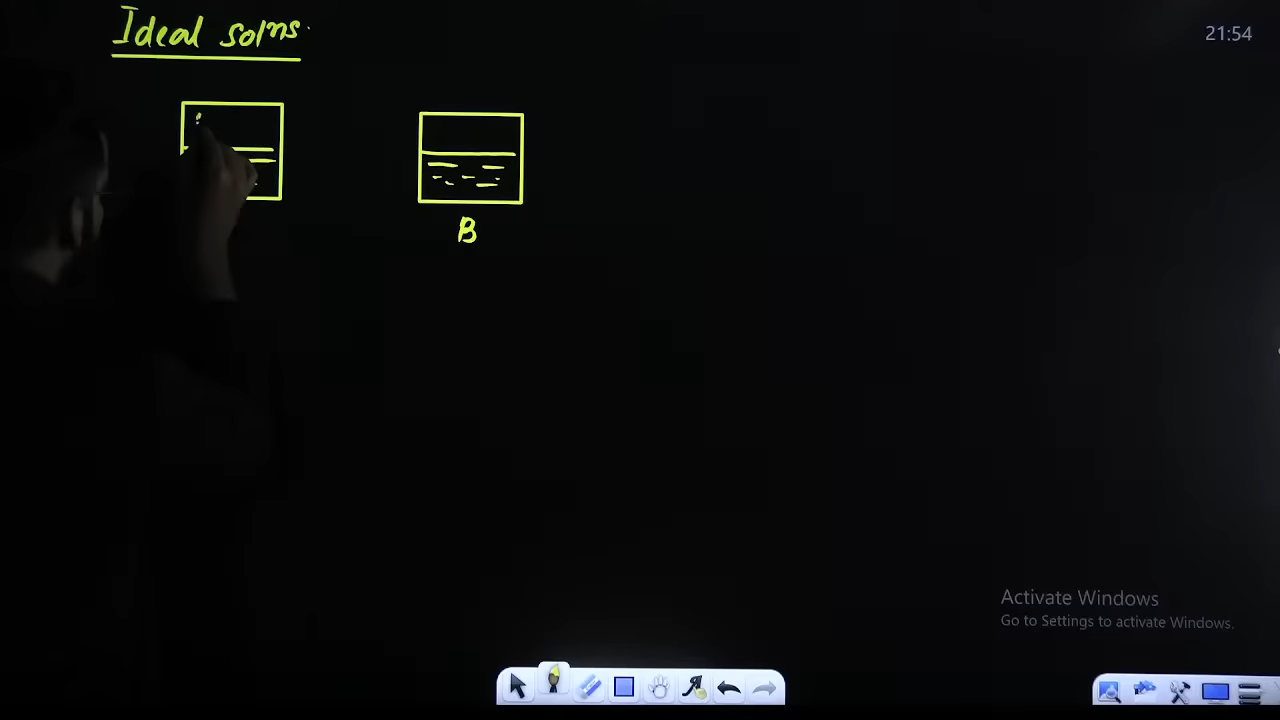 Ideal solns.
21:54
B
Activate Windows
Go to Settings to activate Windows.